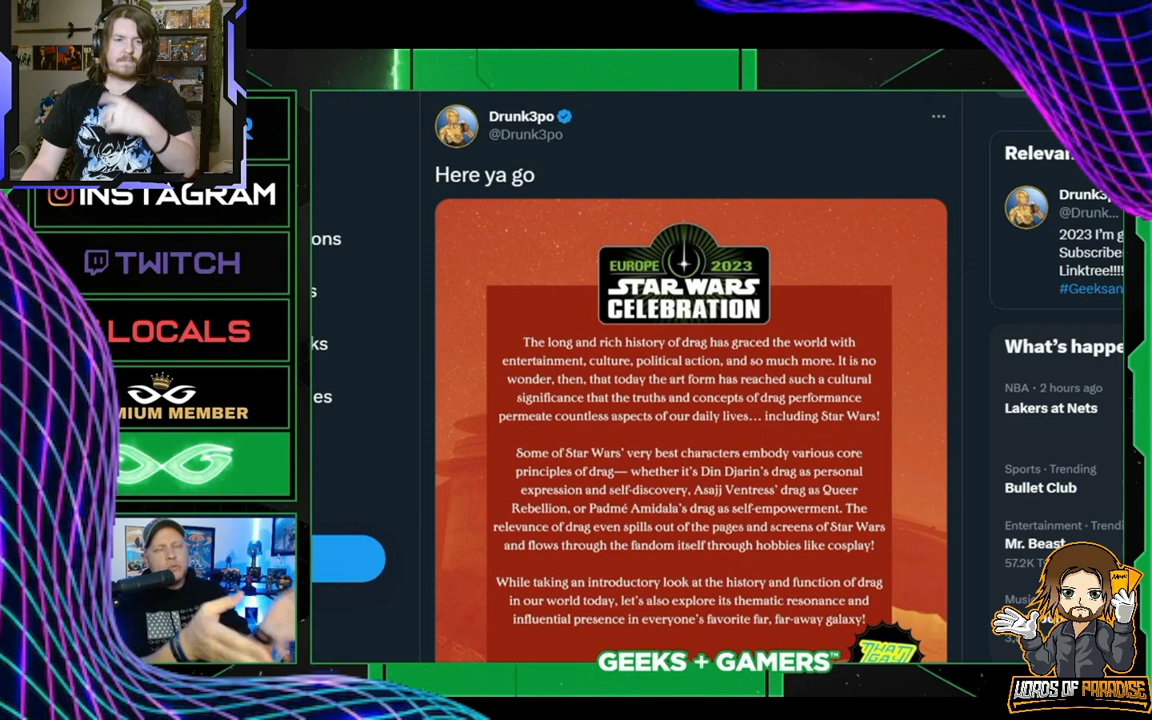 Drunk3po
@Drunk3po
Here ya go
EUROPE 2023
STAR WARS
CELEBRATION
The long and rich history of drag has graced the world with
entertainment, culture, political action, and so much more. It is no
wonder, then, that today the art form has reached such a cultural
significance that the truths and concepts of drag performance
permeate countless aspects of our daily lives... including Star Wars!
Some of Star Wars' very best characters embody various core
principles of drag— whether it's Din Djarin's drag as personal
expression and self-discovery, Asajj Ventress' drag as Queer
Rebellion, or Padmé Amidala's drag as self-empowerment. The
relevance of drag even spills out of the pages and screens of Star Wars
and flows through the fandom itself through hobbies like cosplay!
While taking an introductory look at the history and function of drag
in our world today, let's also explore its thematic resonance and
influential presence in everyone's favorite far, far-away galaxy!
THAT
GAY
GEEKS + GAMERS™
INSTAGRAM
TWITCH
LOCALS
MIUM MEMBER
ons
s
ks
es
Relevan
Drunk3p
@Drunk...
2023 I'm g
Subscribe
Linktree!!!!
#Geeksan
What's happe
NBA · 2 hours ago
Lakers at Nets
Sports · Trending
Bullet Club
Entertainment · Trendi
Mr. Beast
57.2K T
Musi
WORDS OF PARADISE